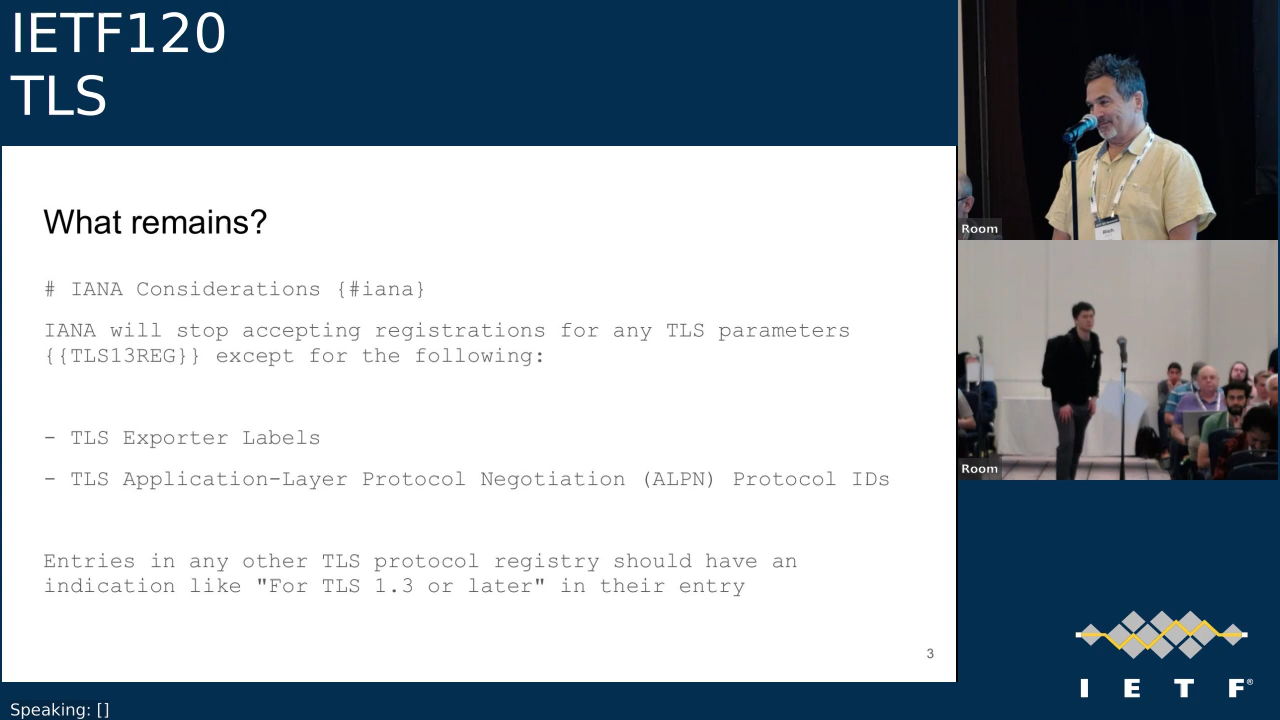 IETF120
TLS
What remains?
# IANA Considerations {#iana}
IANA will stop accepting registrations for any TLS parameters
{{TLS13REG}} except for the following:
- TLS Exporter Labels
- TLS Application-Layer Protocol Negotiation (ALPN) Protocol IDs
Entries in any other TLS protocol registry should have an
indication like "For TLS 1.3 or later" in their entry
3
Room
Room
I E T F®
Speaking: []